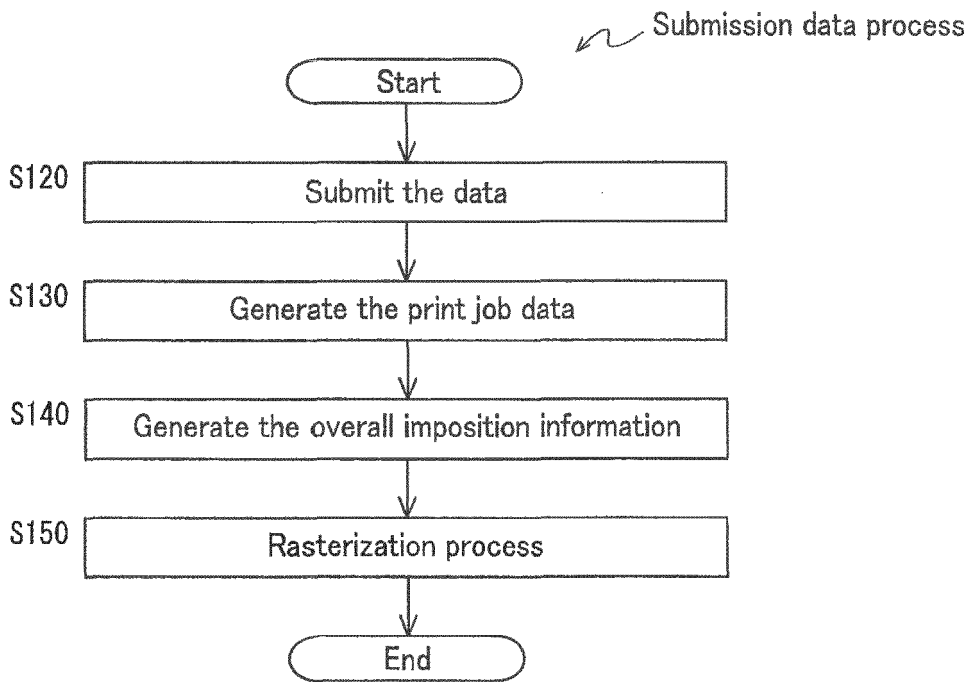 Submission data process
Start
S120
Submit the data
S130
Generate the print job data
S140
Generate the overall imposition information
S150
Rasterization process
End